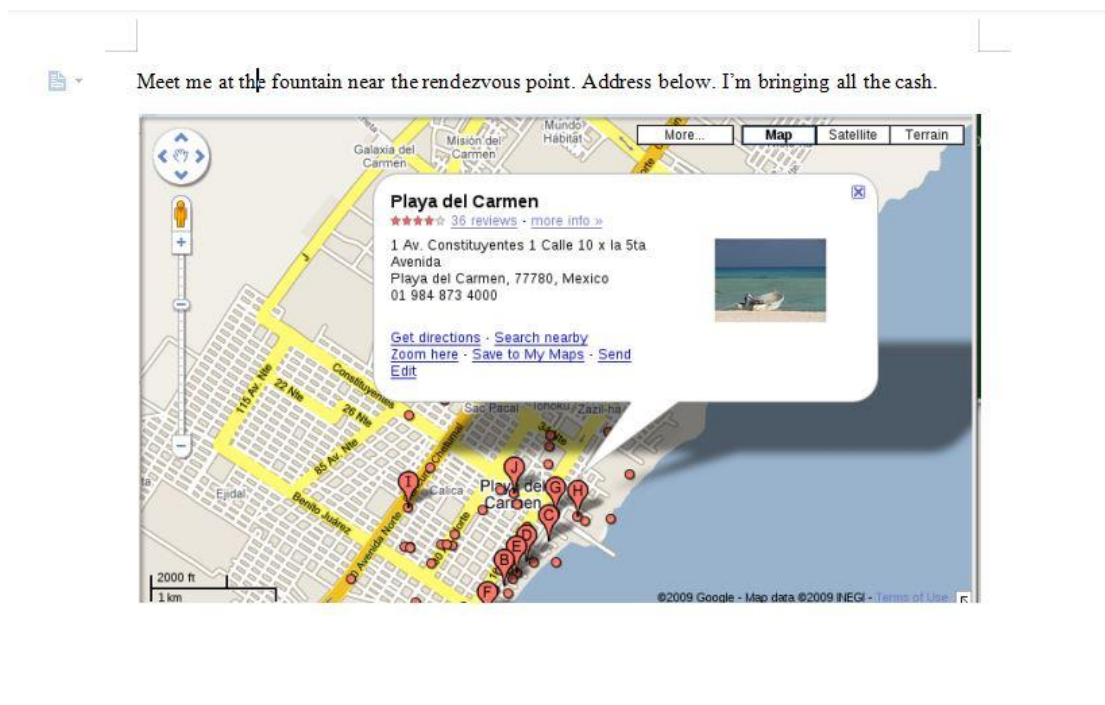 Meet me at the fountain near the rendezvous point. Address below. I'm bringing all the cash.
More...
Map
Satellite
Terrain
Mundo
Hábitat
Misión del
Carmen
Galaxia del
Carmen
Playa del Carmen
36 reviews - more info »
1 Av. Constituyentes 1 Calle 10 x la 5ta
Avenida
Playa del Carmen, 77780, Mexico
01 984 873 4000
Get directions - Search nearby
Zoom here - Save to My Maps - Send
Edit
Constituyentes
115 Av. Nte
22 Nte
26 Nte
Sac Pacal
Tohoku
Zazil-ha
34 Nte
85 Av. Nte
J
I
Playa del
Carmen
G
H
Ejidal
Calica
Benito Juárez
C
D
E
B
F
Avenida Norte
2000 ft
1 km
©2009 Google - Map data ©2009 INEGI - Terms of Use